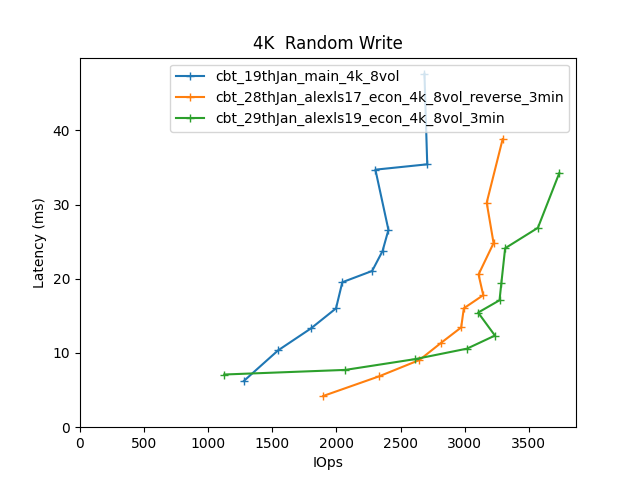 4K  Random Write
cbt_19thJan_main_4k_8vol
cbt_28thJan_alexls17_econ_4k_8vol_reverse_3min
cbt_29thJan_alexls19_econ_4k_8vol_3min
Latency (ms)
40
30
20
10
0
0 500 1000 1500 2000 2500 3000 3500
IOps